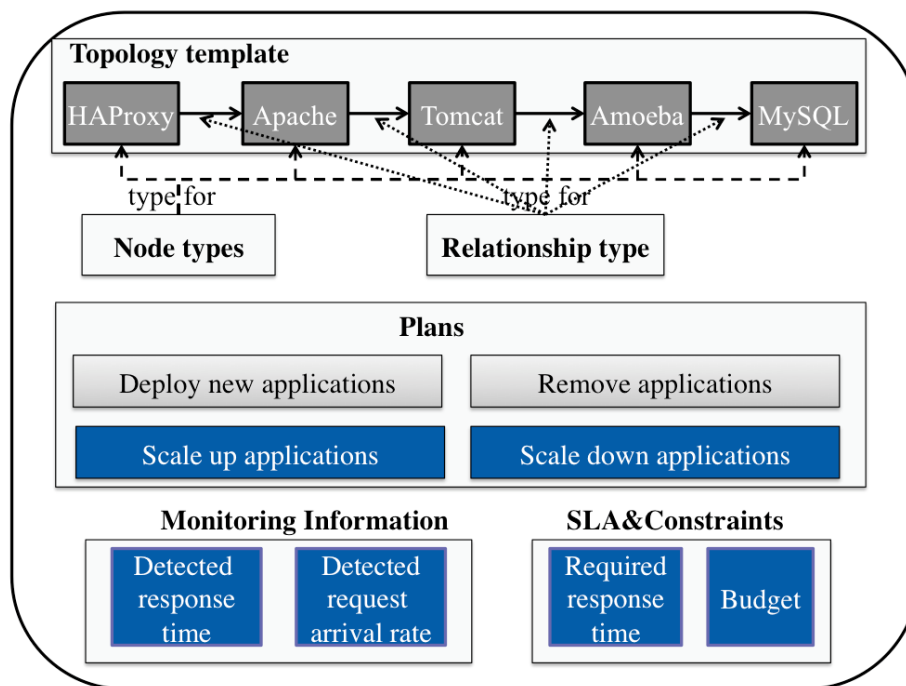 Topology template
HAProxy
Apache
Tomcat
Amoeba
MySQL
type for
type for
Node types
Relationship type
Plans
Deploy new applications
Remove applications
Scale up applications
Scale down applications
Monitoring Information
SLA&Constraints
Detected
response
time
Detected
request
arrival rate
Required
response
time
Budget